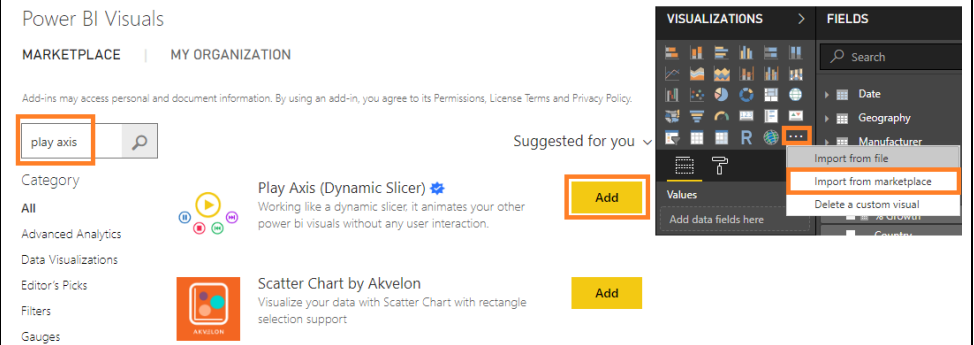 Power BI Visuals
MARKETPLACE | MY ORGANIZATION
Add-ins may access personal and document information. By using an add-in, you agree to its Permissions, License Terms and Privacy Policy.
play axis
Suggested for you
Category
All
Advanced Analytics
Data Visualizations
Editor's Picks
Filters
Gauges
Play Axis (Dynamic Slicer)
Working like a dynamic slicer. it animates your other
power bi visuals without any user interaction.
Add
AKVELON
Scatter Chart by Akvelon
Visualize your data with Scatter Chart with rectangle
selection support
Add
VISUALIZATIONS >
R
Values
Add data fields here
FIELDS
Search
Date
Geography
Manufacturer
Import from file
Import from marketplace
Delete a custom visual
% Growth
Country